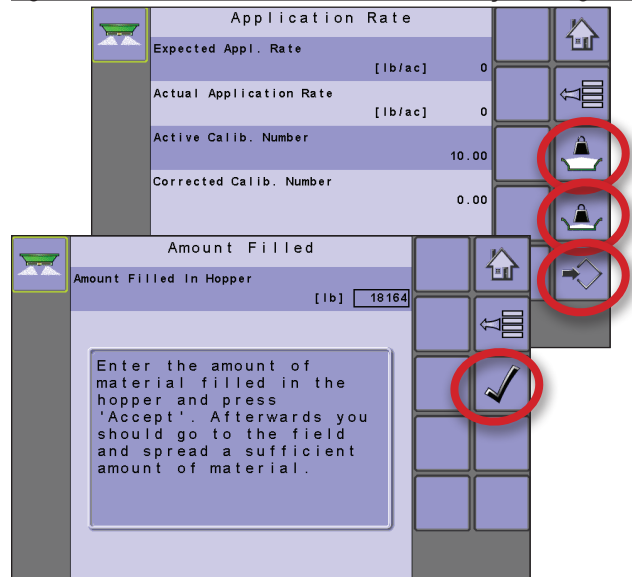 Application Rate
Expected Appl. Rate
[lb/ac] 0
Actual Application Rate
[lb/ac] 0
Active Calib. Number
10.00
Corrected Calib. Number
0.00
Amount Filled
Amount Filled In Hopper
[lb] 18164
Enter the amount of
material filled in the
hopper and press
'Accept'. Afterwards you
should go to the field
and spread a sufficient
amount of material.